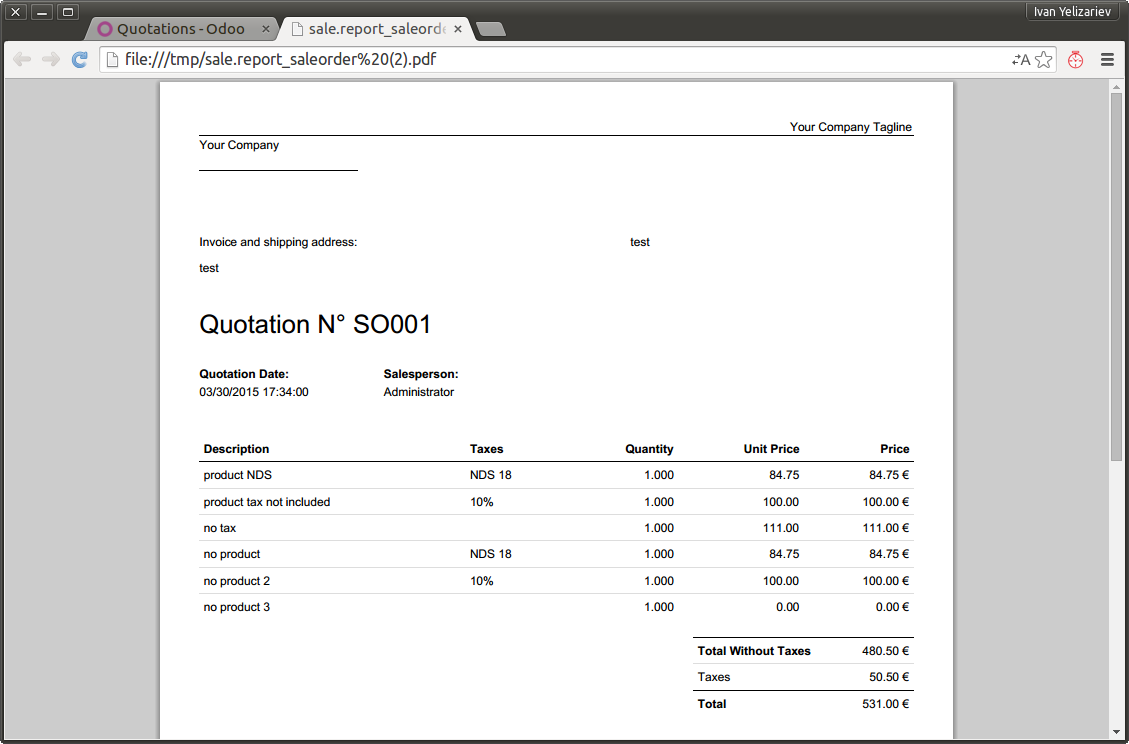 Ivan Yelizariev
Quotations - Odoo × sale.report_saleord ×
file:///tmp/sale.report_saleorder%20(2).pdf
Your Company Tagline
Your Company
Invoice and shipping address: test
test
Quotation N° SO001
Quotation Date: Salesperson:
03/30/2015 17:34:00 Administrator
Description Taxes Quantity Unit Price Price
product NDS NDS 18 1.000 84.75 84.75 €
product tax not included 10% 1.000 100.00 100.00 €
no tax 1.000 111.00 111.00 €
no product NDS 18 1.000 84.75 84.75 €
no product 2 10% 1.000 100.00 100.00 €
no product 3 1.000 0.00 0.00 €
Total Without Taxes 480.50 €
Taxes 50.50 €
Total 531.00 €